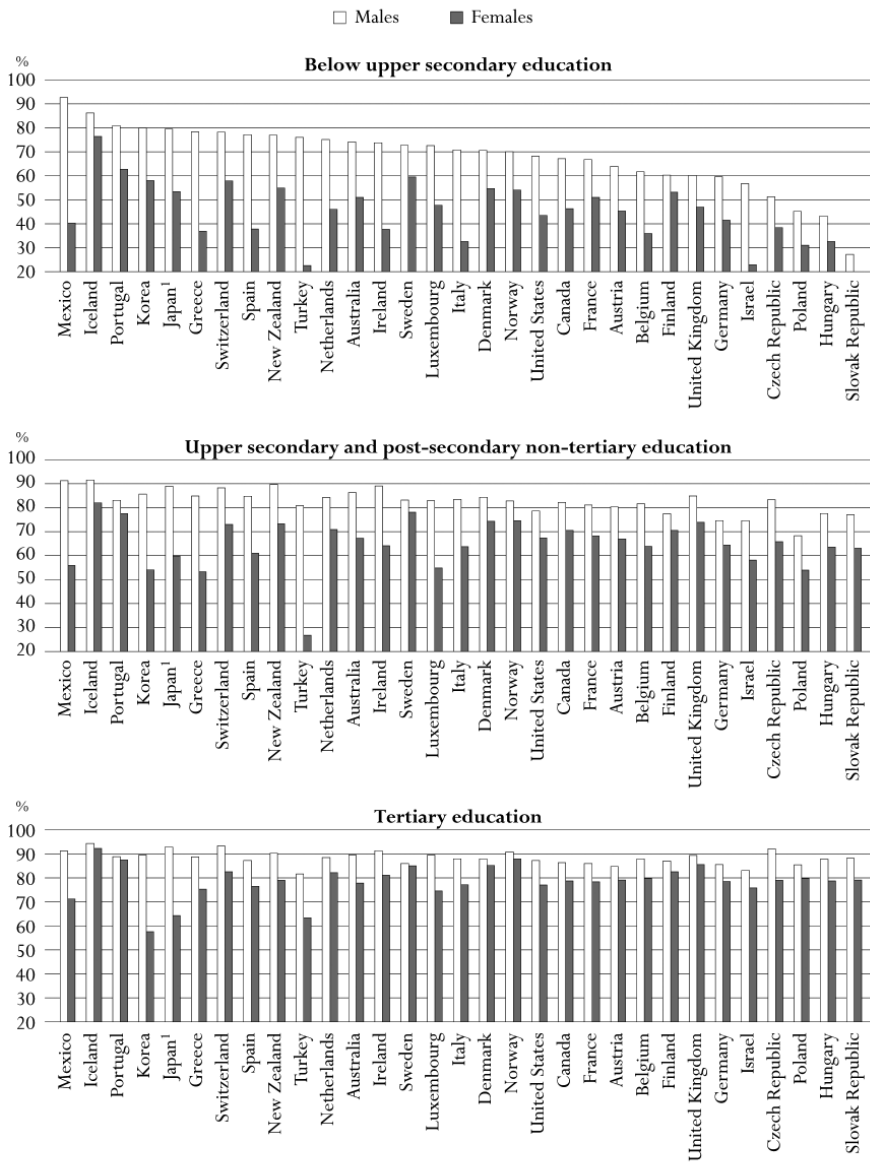 Males Females
%
Below upper secondary education
100
90
80
70
60
50
40
30
20
Mexico
Iceland
Portugal
Korea
Japan¹
Greece
Switzerland
Spain
New Zealand
Turkey
Netherlands
Australia
Ireland
Sweden
Luxembourg
Italy
Denmark
Norway
United States
Canada
France
Austria
Belgium
Finland
United Kingdom
Germany
Israel
Czech Republic
Poland
Hungary
Slovak Republic
%
Upper secondary and post-secondary non-tertiary education
100
90
80
70
60
50
40
30
20
Mexico
Iceland
Portugal
Korea
Japan¹
Greece
Switzerland
Spain
New Zealand
Turkey
Netherlands
Australia
Ireland
Sweden
Luxembourg
Italy
Denmark
Norway
United States
Canada
France
Austria
Belgium
Finland
United Kingdom
Germany
Israel
Czech Republic
Poland
Hungary
Slovak Republic
%
Tertiary education
100
90
80
70
60
50
40
30
20
Mexico
Iceland
Portugal
Korea
Japan¹
Greece
Switzerland
Spain
New Zealand
Turkey
Netherlands
Australia
Ireland
Sweden
Luxembourg
Italy
Denmark
Norway
United States
Canada
France
Austria
Belgium
Finland
United Kingdom
Germany
Israel
Czech Republic
Poland
Hungary
Slovak Republic